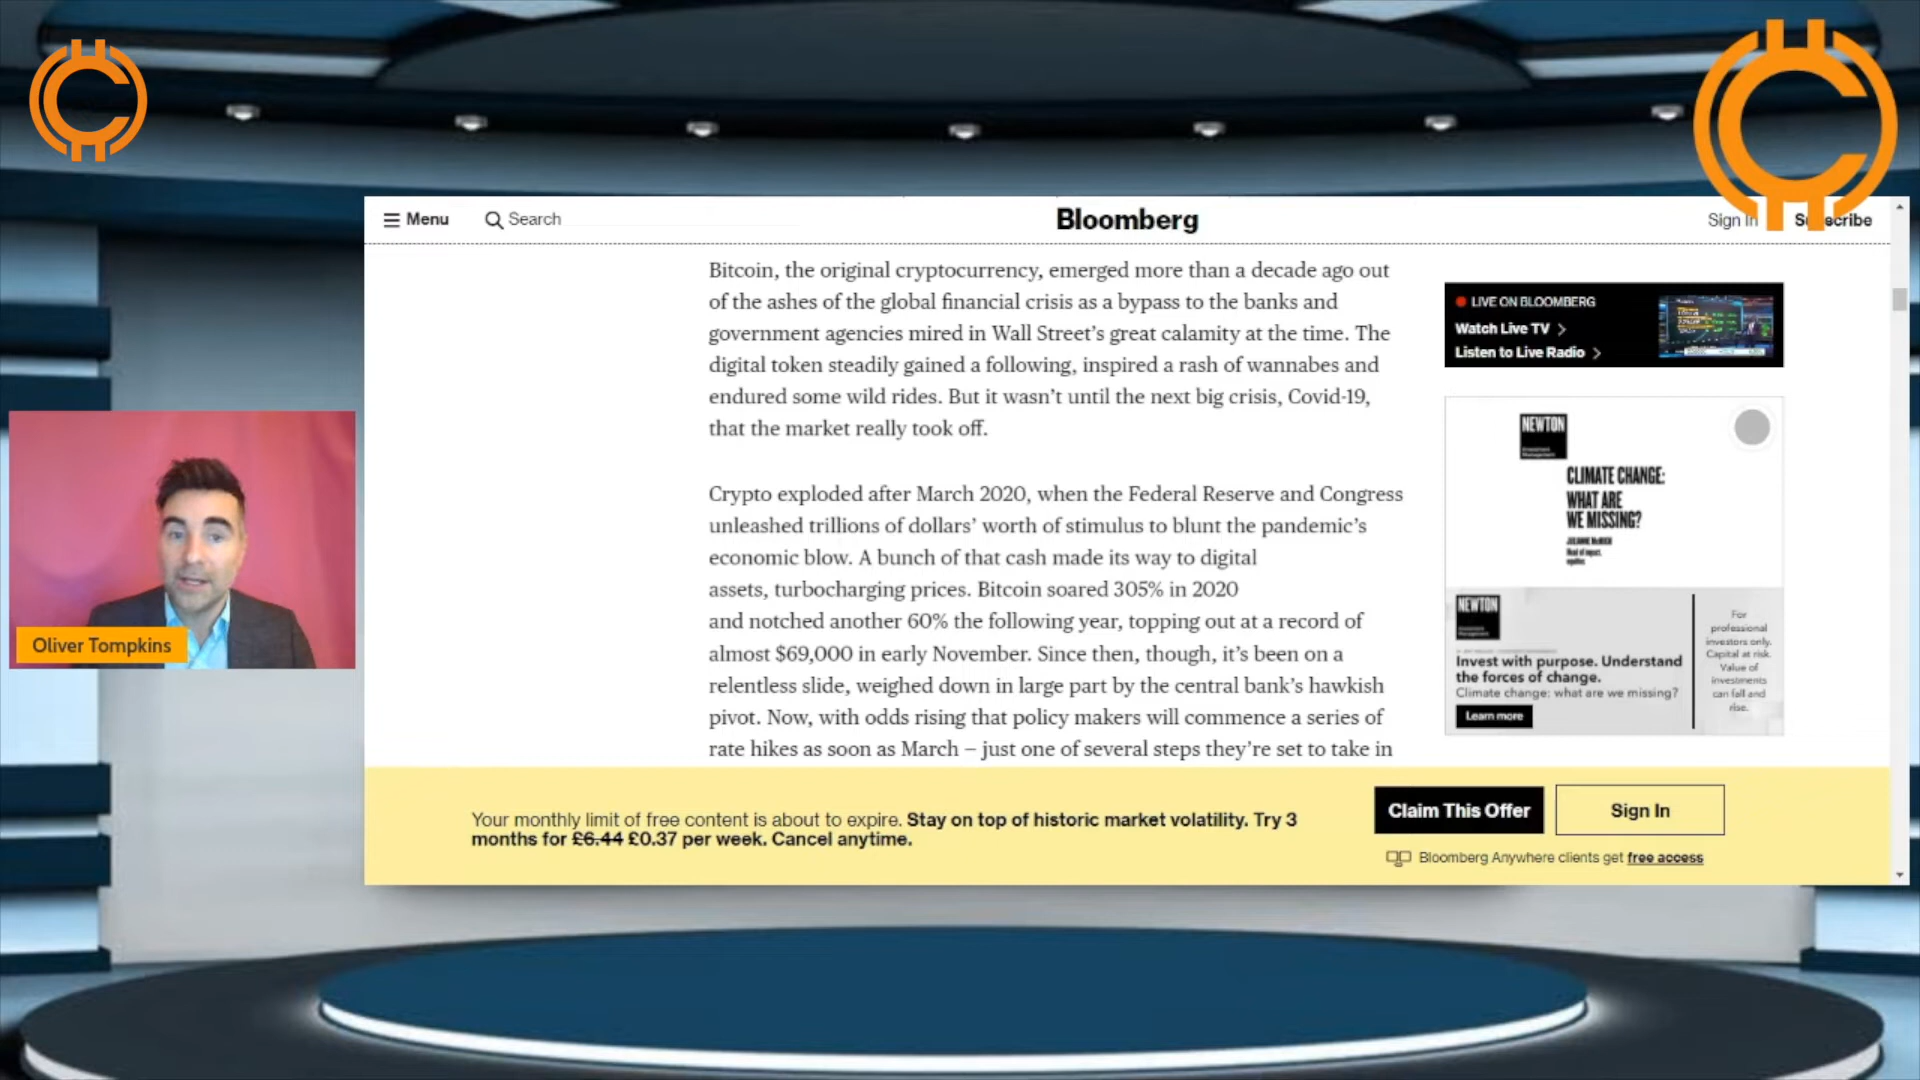 Menu
Search
Bloomberg
Sign In
Bitcoin, the original cryptocurrency, emerged more than a decade ago out
of the ashes of the global financial crisis as a bypass to the banks and
government agencies mired in Wall Street's great calamity at the time. The
digital token steadily gained a following, inspired a rash of wannabes and
endured some wild rides. But it wasn't until the next big crisis, Covid-19,
that the market really took off.
Crypto exploded after March 2020, when the Federal Reserve and Congress
unleashed trillions of dollars' worth of stimulus to blunt the pandemic's
economic blow. A bunch of that cash made its way to digital
assets, turbocharging prices. Bitcoin soared 305% in 2020
and notched another 60% the following year, topping out at a record of
almost $69,000 in early November. Since then, though, it's been on a
relentless slide, weighed down in large part by the central bank's hawkish
pivot. Now, with odds rising that policy makers will commence a series of
rate hikes as soon as March – just one of several steps they're set to take in
LIVE ON BLOOMBERG
Watch Live TV
Listen to Live Radio
NEWTON
Investment
Management
CLIMATE CHANGE:
WHAT ARE
WE MISSING?
Head of impact
equities
NEWTON
Investment
Management
Invest with purpose. Understand
the forces of change.
Climate change: what are we missing?
Learn more
For
professional
investors only.
Capital at risk.
Value of
investments
can fall and
rise.
Oliver Tompkins
Your monthly limit of free content is about to expire. Stay on top of historic market volatility. Try 3
months for £6.44 £0.37 per week. Cancel anytime.
Claim This Offer
Sign In
Bloomberg Anywhere clients get free access